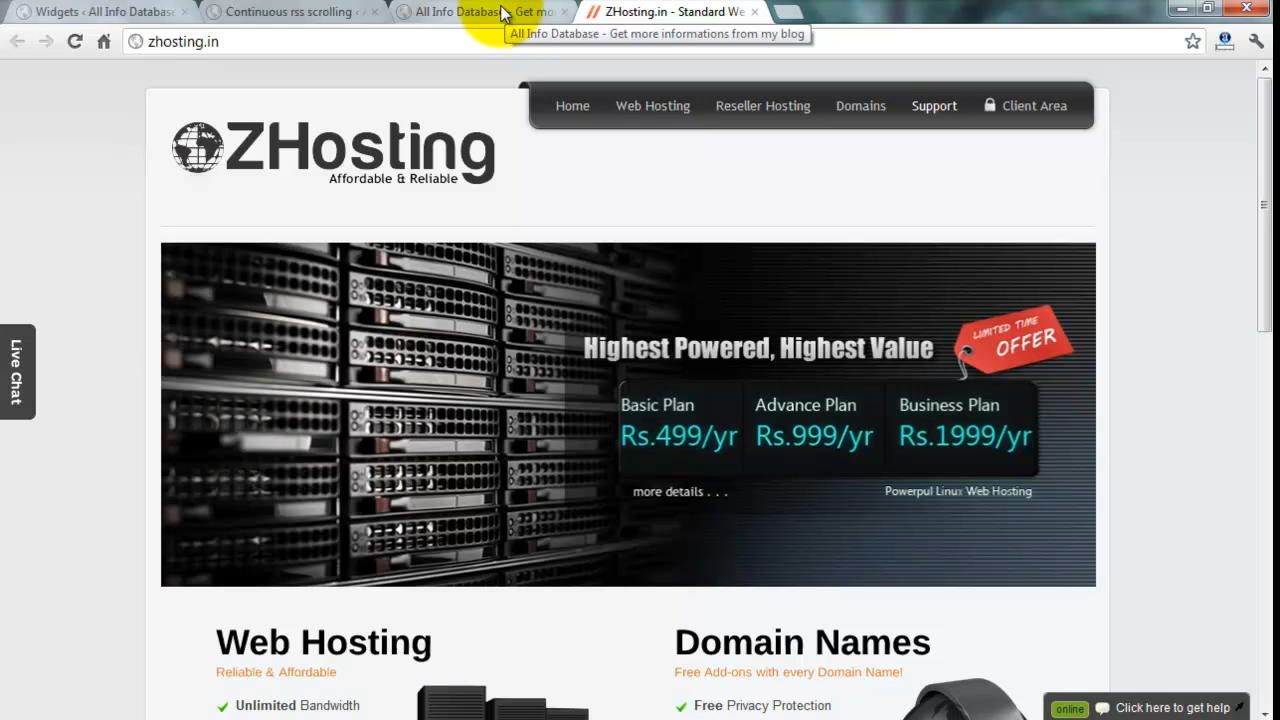 Widgets ‹ All Info Database
Continuous rss scrolling ‹
All Info Database - Get mo
ZHosting.in - Standard We
All Info Database - Get more informations from my blog
zhosting.in
Home
Web Hosting
Reseller Hosting
Domains
Support
Client Area
ZHosting
Affordable & Reliable
Live Chat
LIMITED TIME
OFFER
Highest Powered, Highest Value
Basic Plan
Rs.499/yr
Advance Plan
Rs.999/yr
Business Plan
Rs.1999/yr
more details . . .
Powerpul Linux Web Hosting
Web Hosting
Reliable & Affordable
Unlimited Bandwidth
Domain Names
Free Add-ons with every Domain Name!
Free Privacy Protection
online
Click here to get help